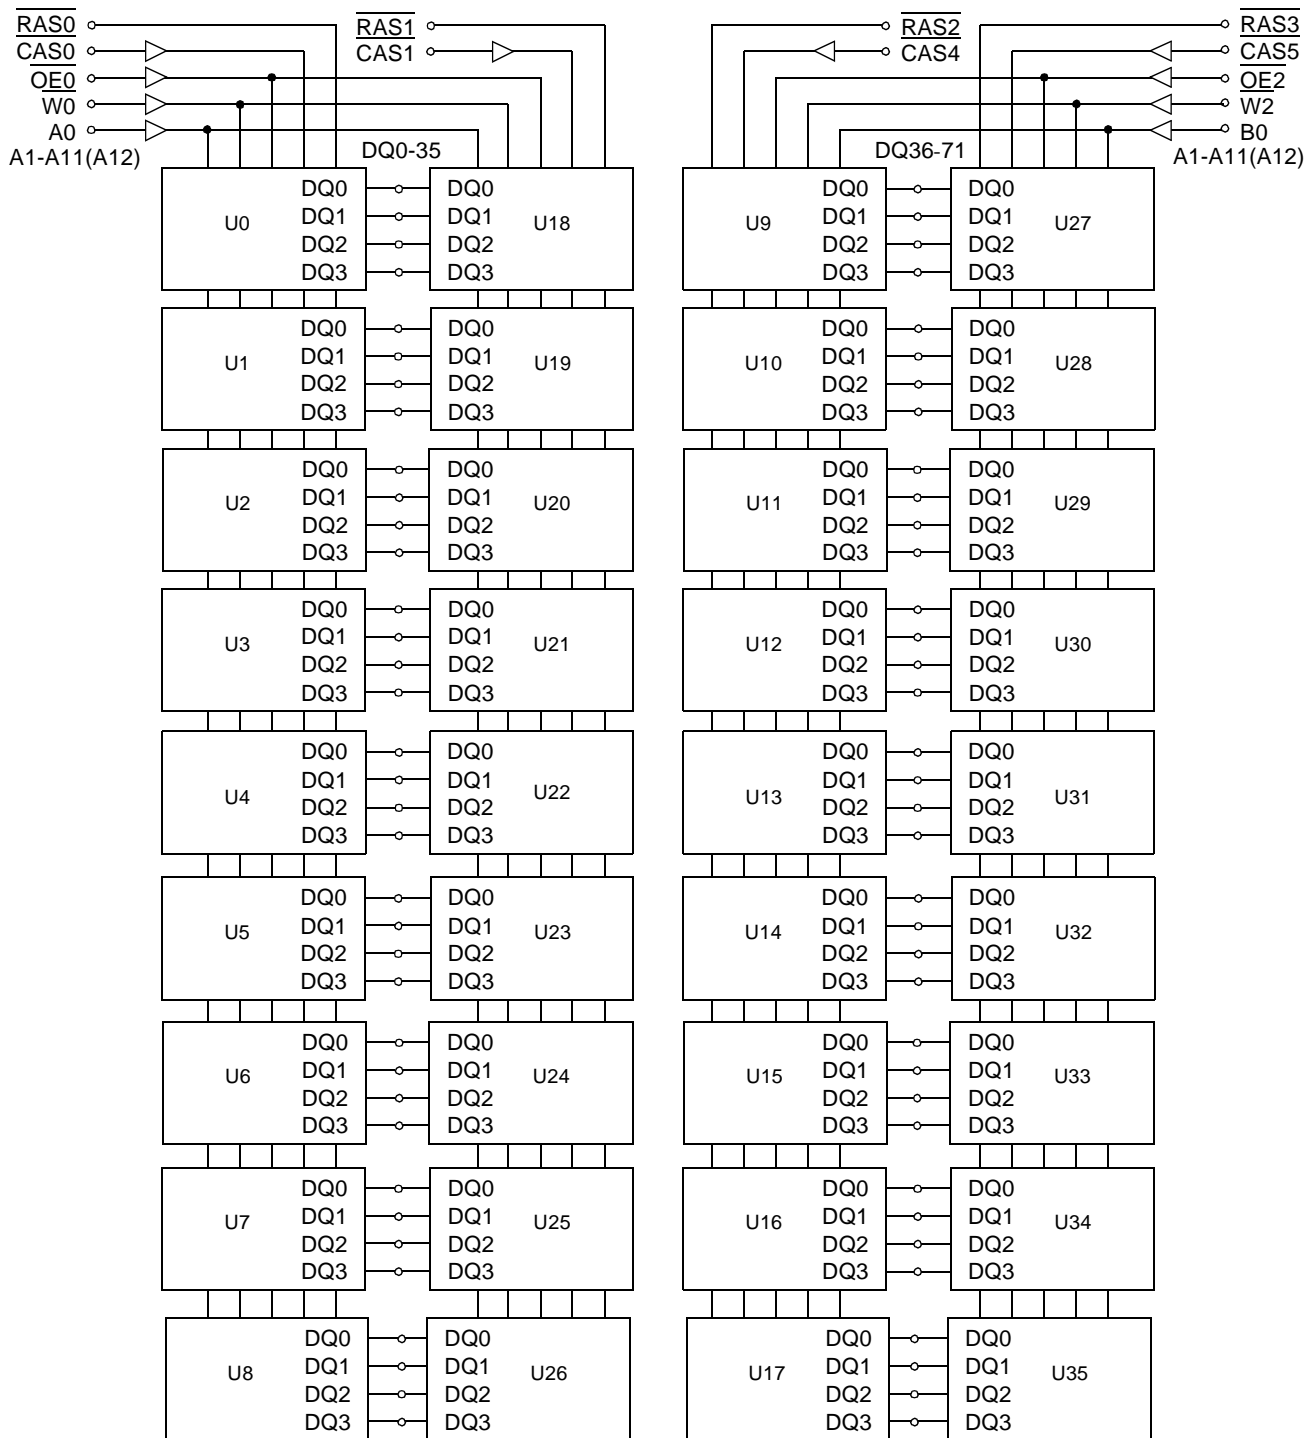 RAS0 RAS1 RAS2 RAS3
CAS0 CAS1 CAS4 CAS5
OE0 OE2
W0 W2
A0 B0
A1-A11(A12) DQ0-35 DQ36-71 A1-A11(A12)
DQ0 DQ0 DQ0 DQ0
U0 DQ1 DQ1 U18 U9 DQ1 DQ1 U27
DQ2 DQ2 DQ2 DQ2
DQ3 DQ3 DQ3 DQ3
DQ0 DQ0 DQ0 DQ0
U1 DQ1 DQ1 U19 U10 DQ1 DQ1 U28
DQ2 DQ2 DQ2 DQ2
DQ3 DQ3 DQ3 DQ3
DQ0 DQ0 DQ0 DQ0
U2 DQ1 DQ1 U20 U11 DQ1 DQ1 U29
DQ2 DQ2 DQ2 DQ2
DQ3 DQ3 DQ3 DQ3
DQ0 DQ0 DQ0 DQ0
U3 DQ1 DQ1 U21 U12 DQ1 DQ1 U30
DQ2 DQ2 DQ2 DQ2
DQ3 DQ3 DQ3 DQ3
DQ0 DQ0 DQ0 DQ0
U4 DQ1 DQ1 U22 U13 DQ1 DQ1 U31
DQ2 DQ2 DQ2 DQ2
DQ3 DQ3 DQ3 DQ3
DQ0 DQ0 DQ0 DQ0
U5 DQ1 DQ1 U23 U14 DQ1 DQ1 U32
DQ2 DQ2 DQ2 DQ2
DQ3 DQ3 DQ3 DQ3
DQ0 DQ0 DQ0 DQ0
U6 DQ1 DQ1 U24 U15 DQ1 DQ1 U33
DQ2 DQ2 DQ2 DQ2
DQ3 DQ3 DQ3 DQ3
DQ0 DQ0 DQ0 DQ0
U7 DQ1 DQ1 U25 U16 DQ1 DQ1 U34
DQ2 DQ2 DQ2 DQ2
DQ3 DQ3 DQ3 DQ3
DQ0 DQ0 DQ0 DQ0
U8 DQ1 DQ1 U26 U17 DQ1 DQ1 U35
DQ2 DQ2 DQ2 DQ2
DQ3 DQ3 DQ3 DQ3